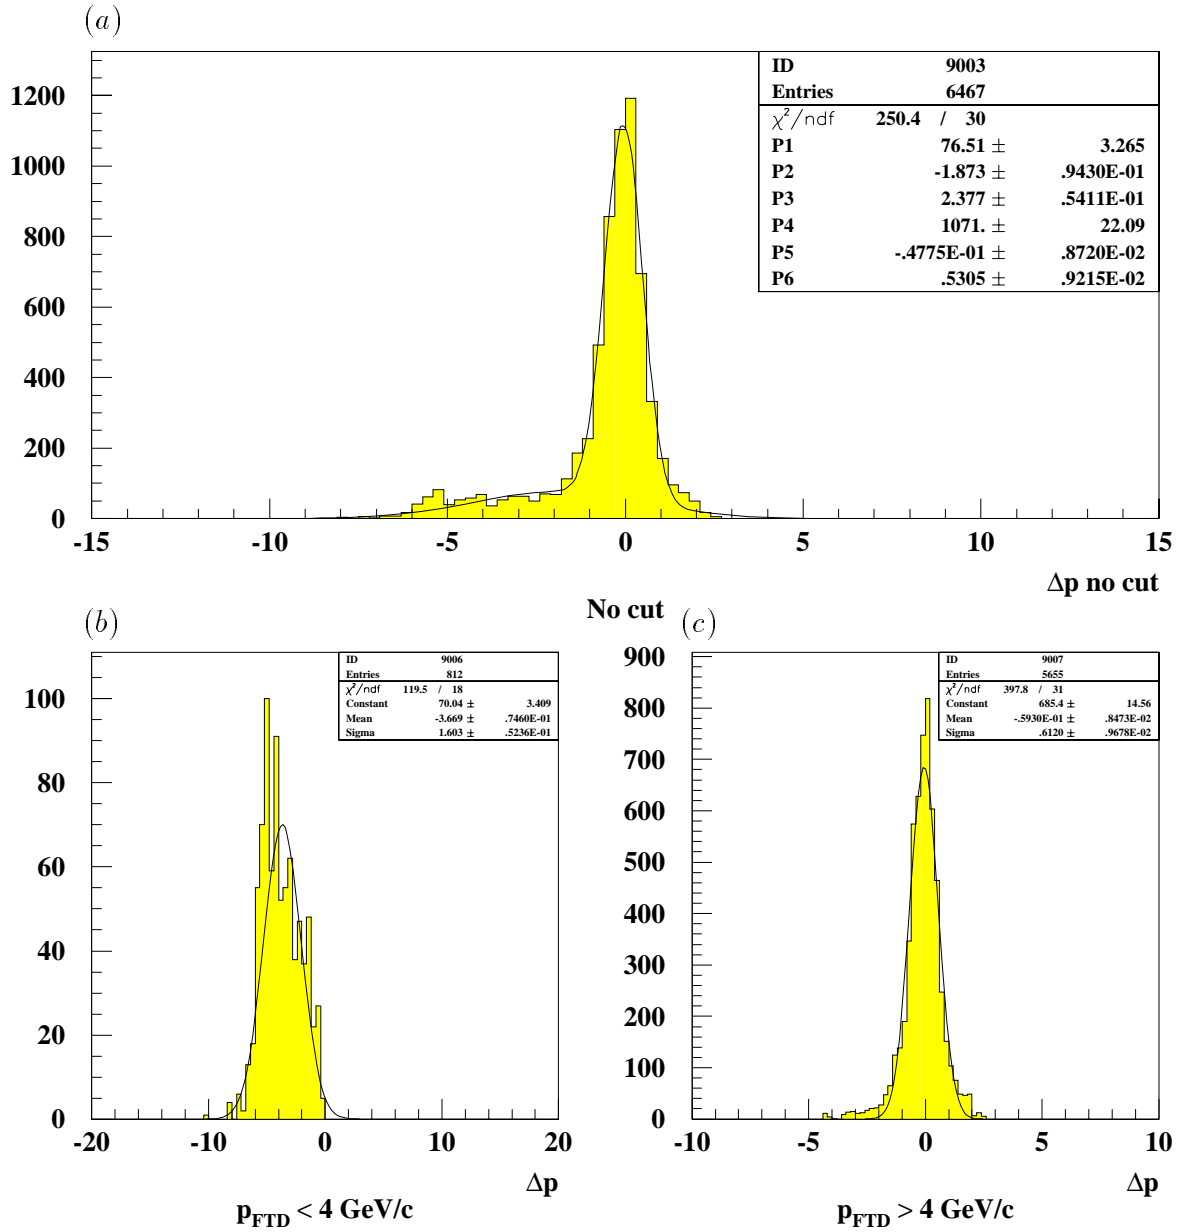 (a)
ID 9003
Entries 6467
χ²/ndf 250.4 / 30
P1 76.51 ± 3.265
P2 -1.873 ± .9430E-01
P3 2.377 ± .5411E-01
P4 1071. ± 22.09
P5 -.4775E-01 ± .8720E-02
P6 .5305 ± .9215E-02
1200
1000
800
600
400
200
0
-15 -10 -5 0 5 10 15
Δp no cut
No cut
(b)
ID 9006
Entries 812
χ²/ndf 119.5 / 18
Constant 70.04 ± 3.409
Mean -3.669 ± .7460E-01
Sigma 1.603 ± .5236E-01
100
80
60
40
20
0
-20 -10 0 10 20
Δp
p_FTD < 4 GeV/c
(c)
ID 9007
Entries 5655
χ²/ndf 397.8 / 31
Constant 685.4 ± 14.56
Mean -.5930E-01 ± .8473E-02
Sigma .6120 ± .9678E-02
900
800
700
600
500
400
300
200
100
0
-10 -5 0 5 10
Δp
p_FTD > 4 GeV/c